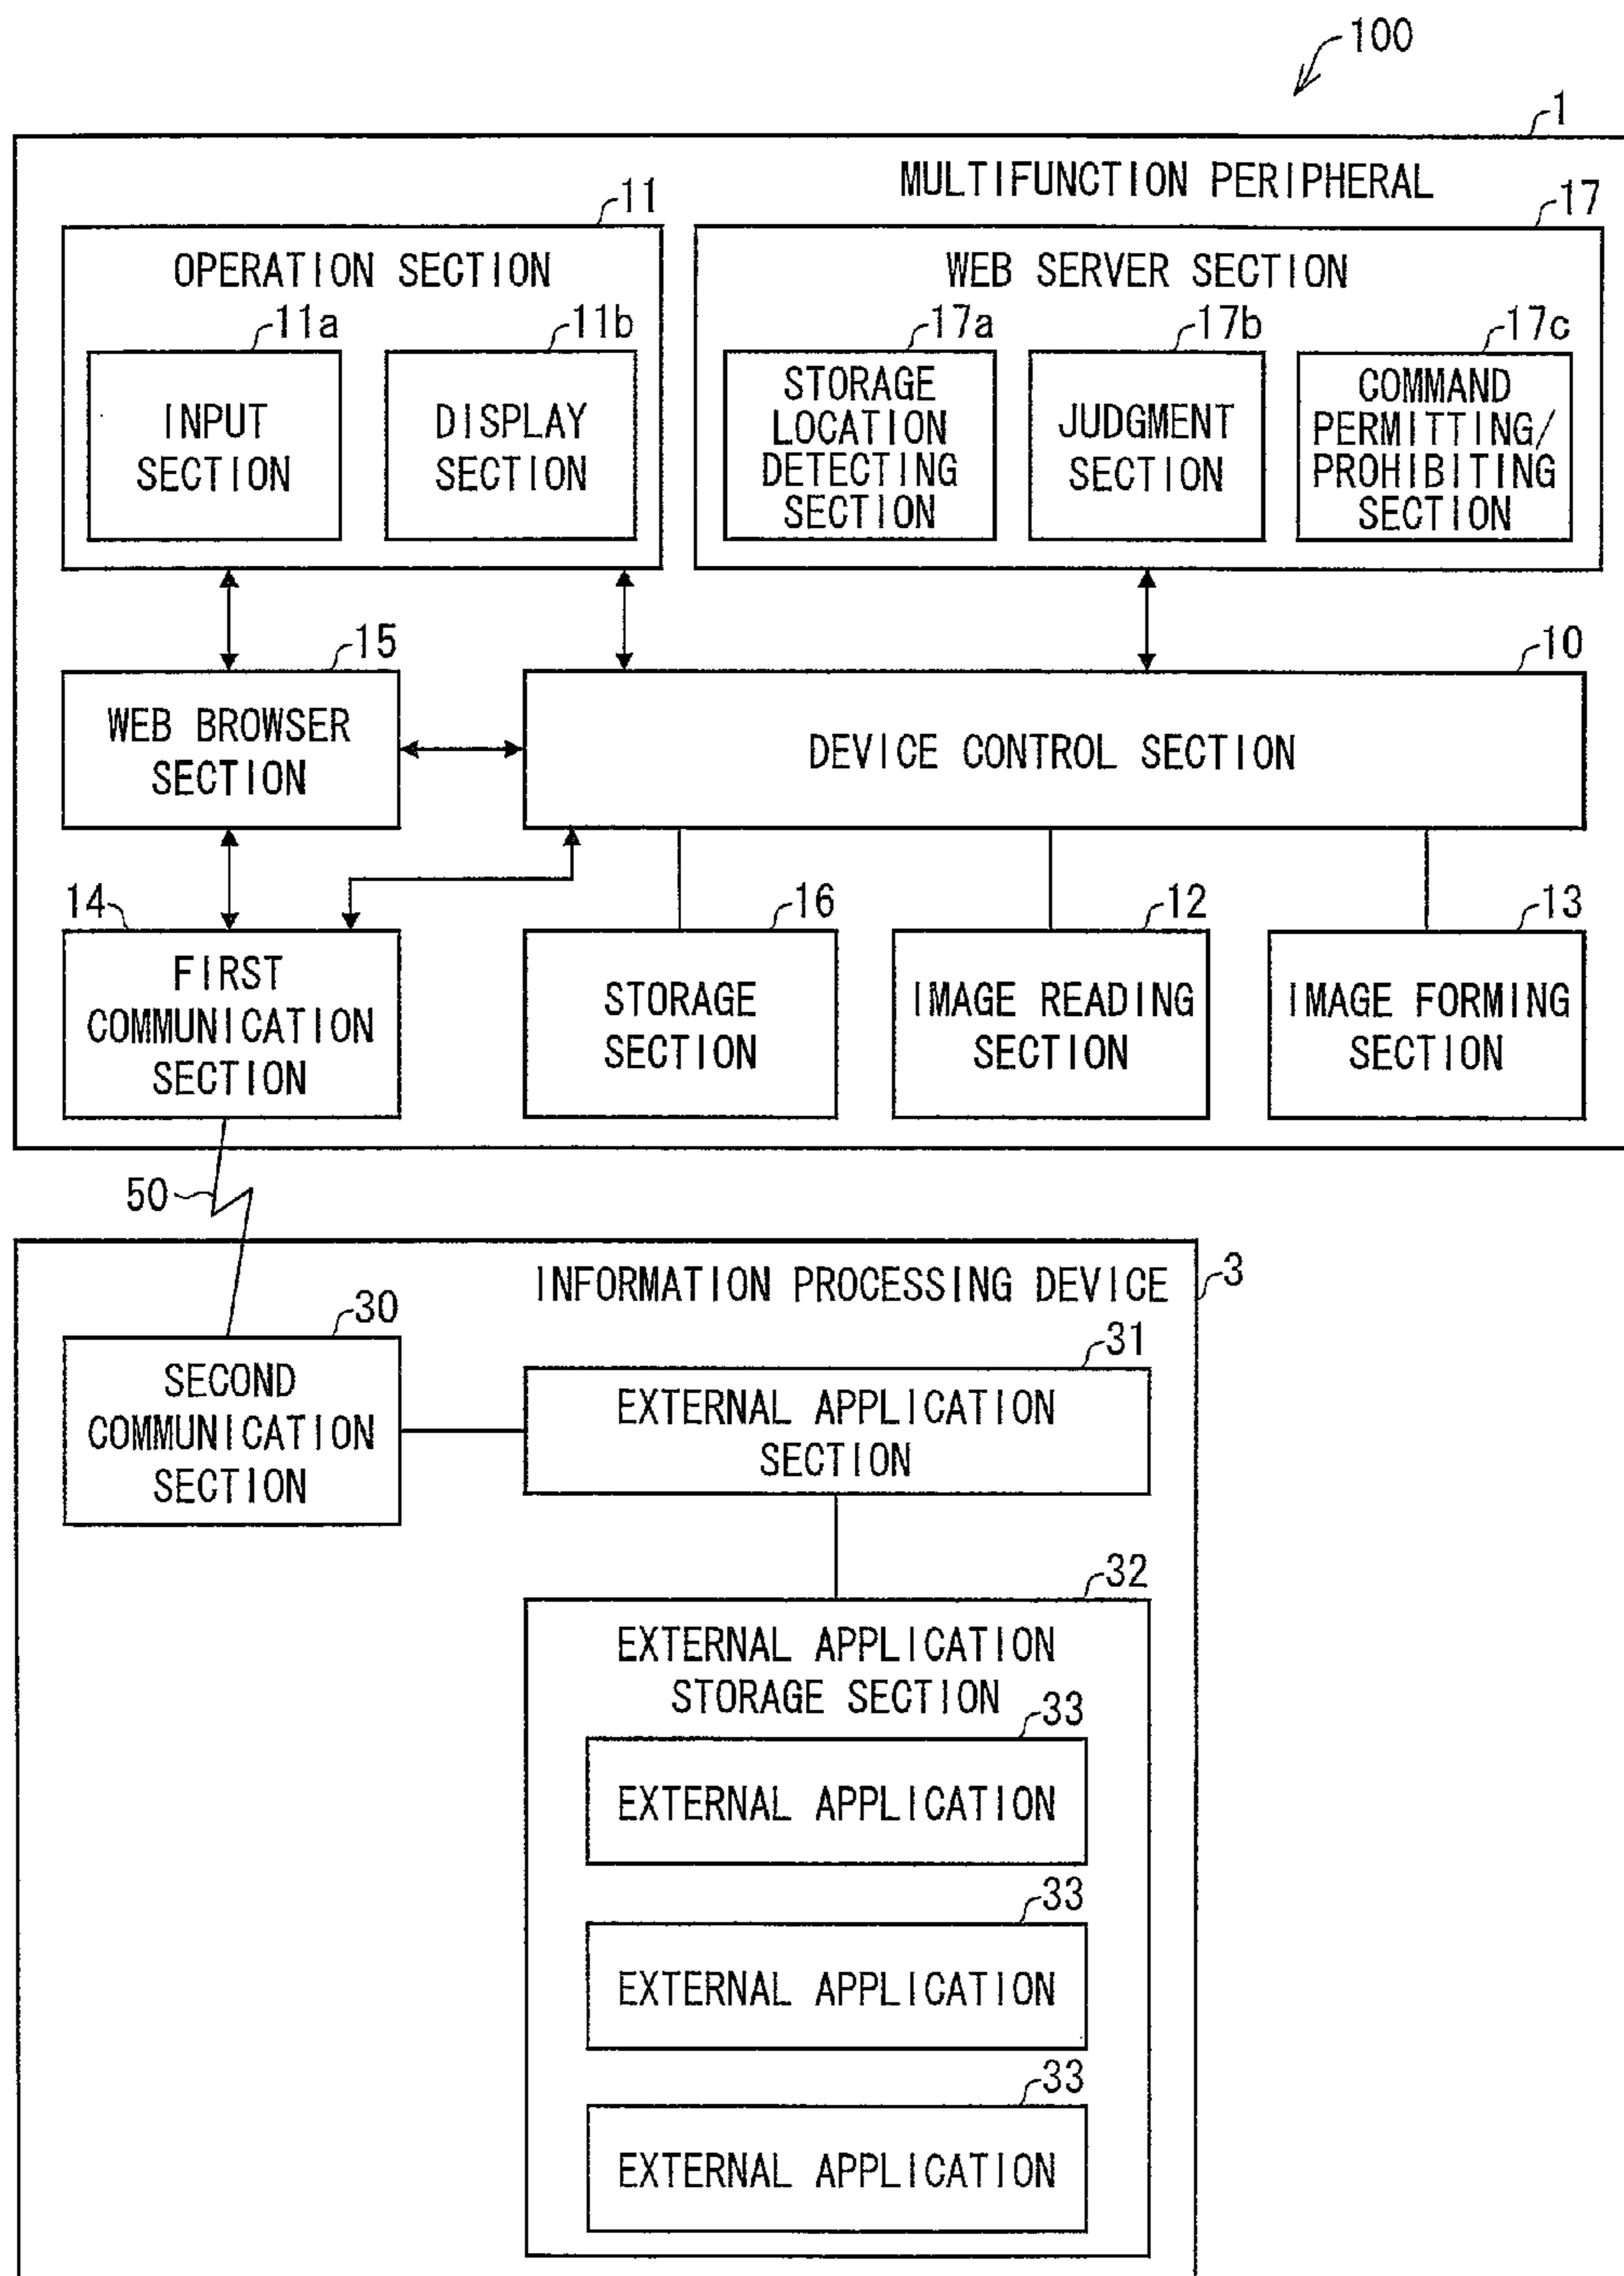 100
1
MULTIFUNCTION PERIPHERAL
11
OPERATION SECTION
11a
INPUT
SECTION
11b
DISPLAY
SECTION
17
WEB SERVER SECTION
17a
STORAGE
LOCATION
DETECTING
SECTION
17b
JUDGMENT
SECTION
17c
COMMAND
PERMITTING/
PROHIBITING
SECTION
15
WEB BROWSER
SECTION
10
DEVICE CONTROL SECTION
14
FIRST
COMMUNICATION
SECTION
16
STORAGE
SECTION
12
IMAGE READING
SECTION
13
IMAGE FORMING
SECTION
50
INFORMATION PROCESSING DEVICE
3
30
SECOND
COMMUNICATION
SECTION
31
EXTERNAL APPLICATION
SECTION
32
EXTERNAL APPLICATION
STORAGE SECTION
33
EXTERNAL APPLICATION
33
EXTERNAL APPLICATION
33
EXTERNAL APPLICATION